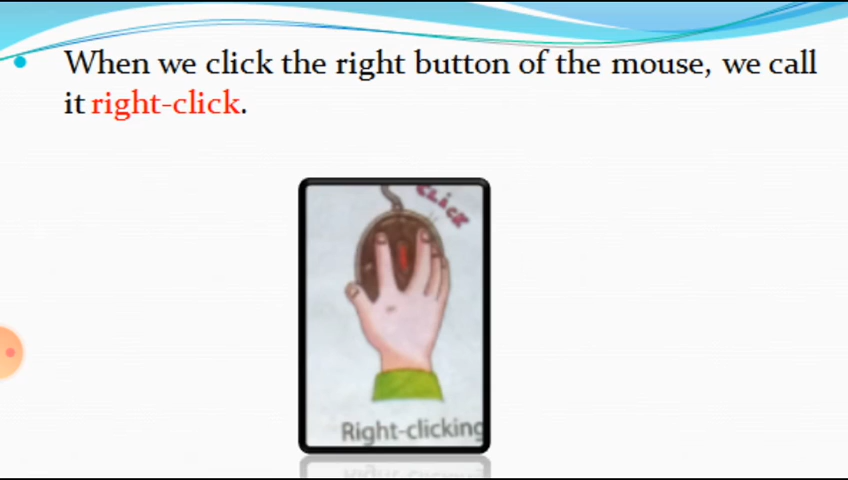 When we click the right button of the mouse, we call
it right-click.
CLICK
Right-clicking